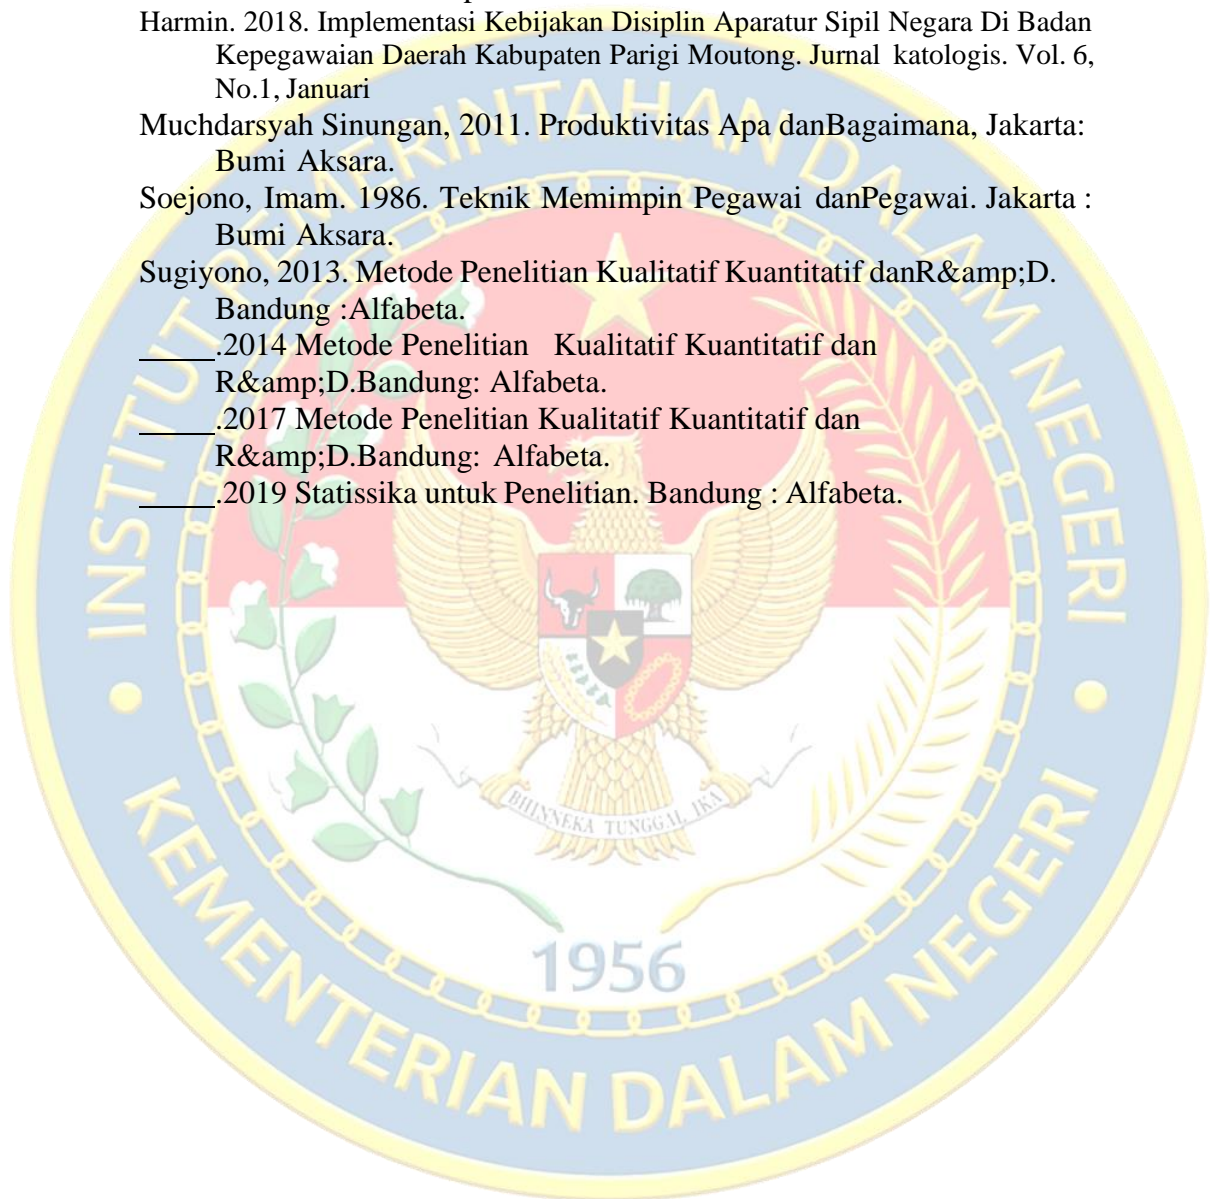 Harmin. 2018. Implementasi Kebijakan Disiplin Aparatur Sipil Negara Di Badan
Kepegawaian Daerah Kabupaten Parigi Moutong. Jurnal katologis. Vol. 6,
No.1, Januari
Muchdarsyah Sinungan, 2011. Produktivitas Apa danBagaimana, Jakarta:
Bumi Aksara.
Soejono, Imam. 1986. Teknik Memimpin Pegawai danPegawai. Jakarta :
Bumi Aksara.
Sugiyono, 2013. Metode Penelitian Kualitatif Kuantitatif danR&amp;D.
Bandung :Alfabeta.
_____.2014 Metode Penelitian Kualitatif Kuantitatif dan
R&amp;D.Bandung: Alfabeta.
_____.2017 Metode Penelitian Kualitatif Kuantitatif dan
R&amp;D.Bandung: Alfabeta.
_____.2019 Statissika untuk Penelitian. Bandung : Alfabeta.
INSTITUT PEMERINTAHAN DALAM NEGERI
BHINNEKA TUNGGAL IKA
1956
KEMENTERIAN DALAM NEGERI